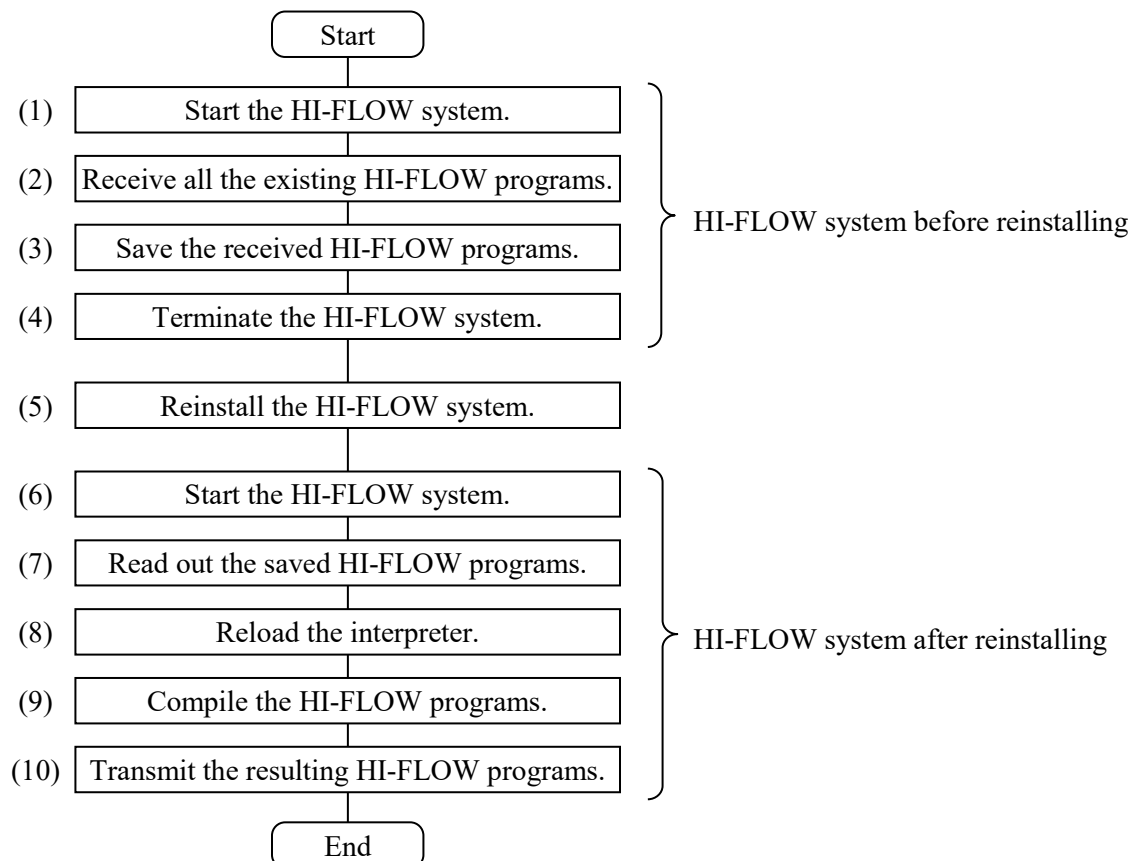 Start
(1) Start the HI-FLOW system.
(2) Receive all the existing HI-FLOW programs.
HI-FLOW system before reinstalling
(3) Save the received HI-FLOW programs.
(4) Terminate the HI-FLOW system.
(5) Reinstall the HI-FLOW system.
(6) Start the HI-FLOW system.
(7) Read out the saved HI-FLOW programs.
(8) Reload the interpreter.
HI-FLOW system after reinstalling
(9) Compile the HI-FLOW programs.
(10) Transmit the resulting HI-FLOW programs.
End